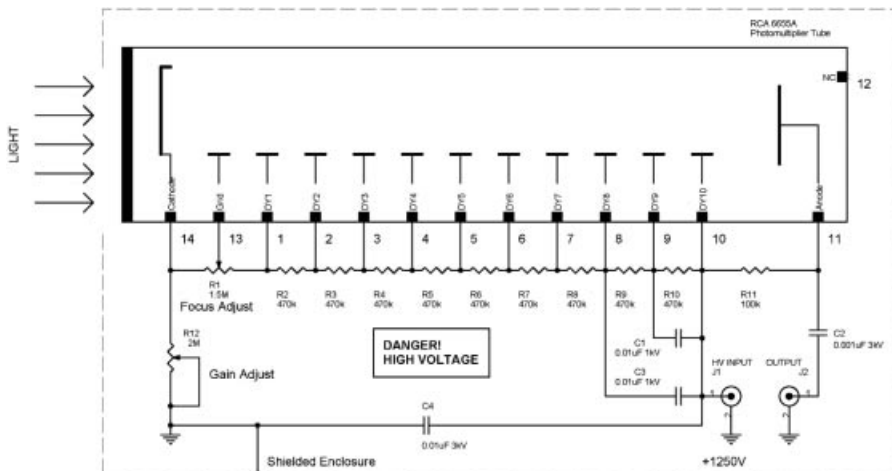 RCA 6655A
Photomultiplier Tube
NC
12
LIGHT
Cathode
Grid
DY1
DY2
DY3
DY4
DY5
DY6
DY7
DY8
DY9
DY10
Anode
14
13
1
2
3
4
5
6
7
8
9
10
11
R1
1.5M
Focus Adjust
R2
470k
R3
470k
R4
470k
R5
470k
R6
470k
R7
470k
R8
470k
R9
470k
R10
470k
R11
100k
R12
2M
Gain Adjust
DANGER!
HIGH VOLTAGE
C1
0.01uF 1kV
C2
0.001uF 3kV
C3
0.01uF 1kV
HV INPUT
J1
1
2
OUTPUT
J2
1
2
C4
0.01uF 3kV
Shielded Enclosure
+1250V